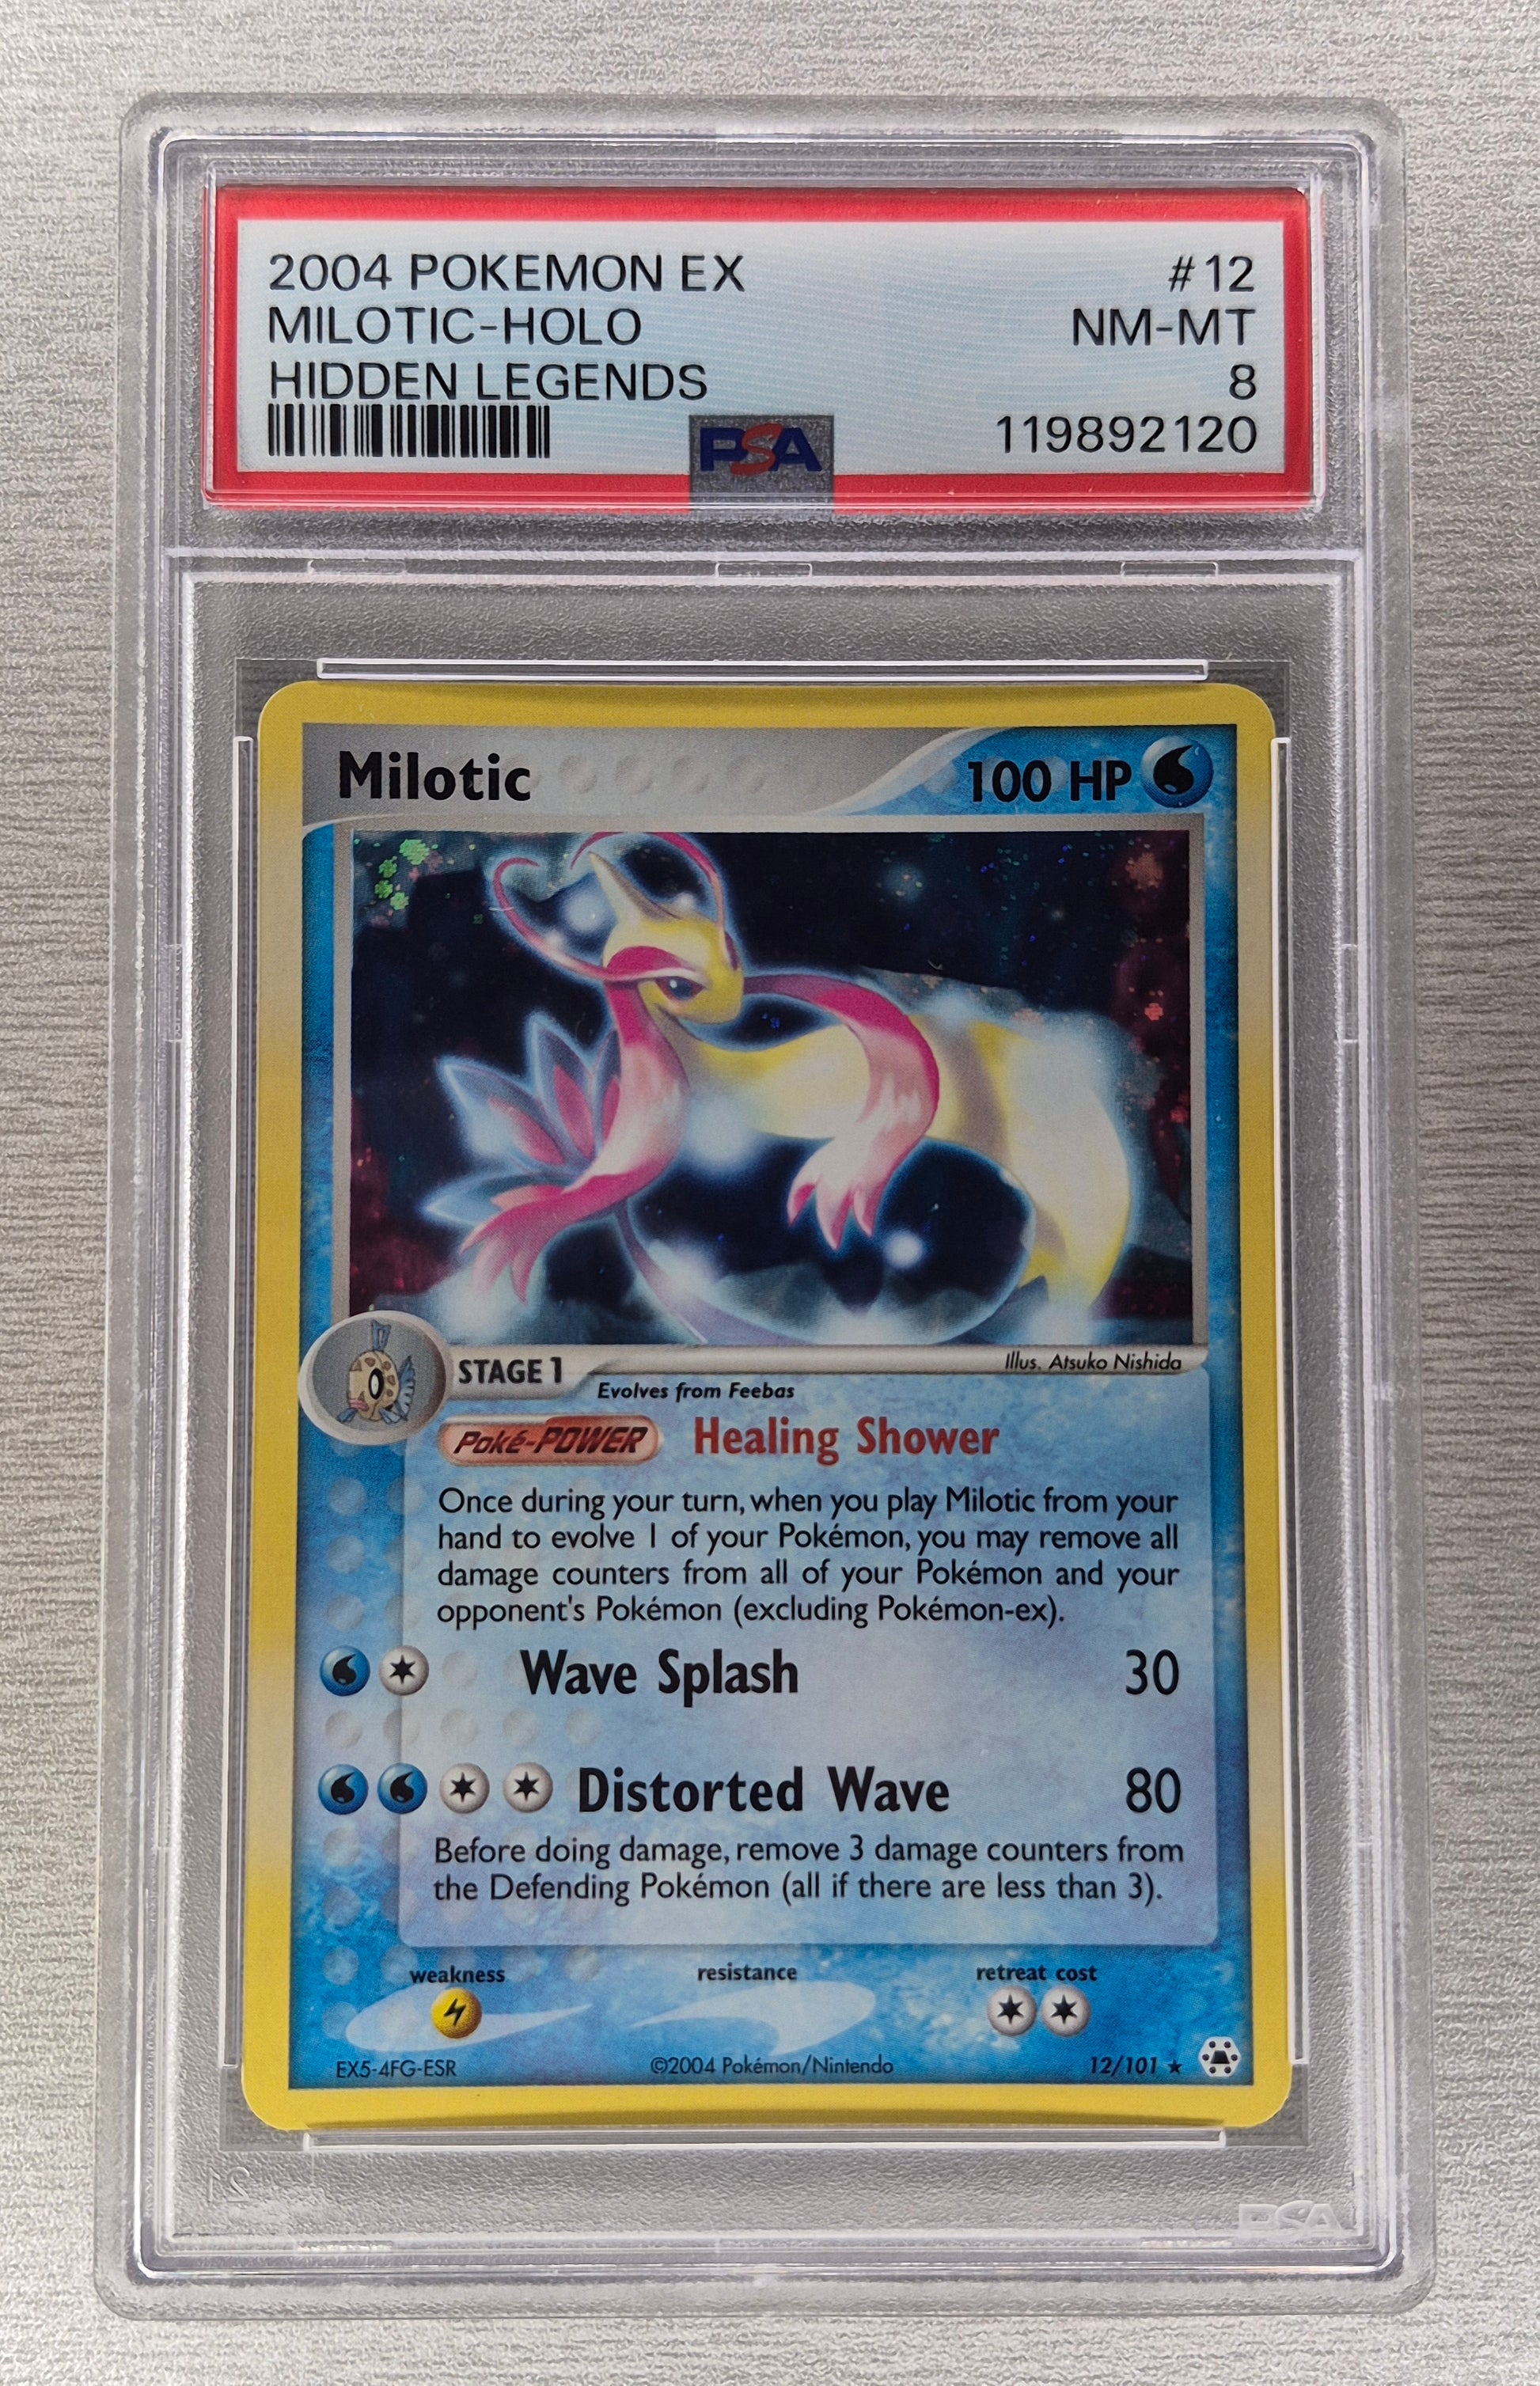 2004 POKEMON EX #12
MILOTIC-HOLO NM-MT
HIDDEN LEGENDS 8
PSA 119892120
Milotic 100 HP
Illus. Atsuko Nishida
STAGE 1
Evolves from Feebas
Poké-POWER Healing Shower
Once during your turn, when you play Milotic from your
hand to evolve 1 of your Pokémon, you may remove all
damage counters from all of your Pokémon and your
opponent's Pokémon (excluding Pokémon-ex).
Wave Splash 30
Distorted Wave 80
Before doing damage, remove 3 damage counters from
the Defending Pokémon (all if there are less than 3).
weakness resistance retreat cost
EX5-4FG-ESR ©2004 Pokémon/Nintendo 12/101 ★
PSA